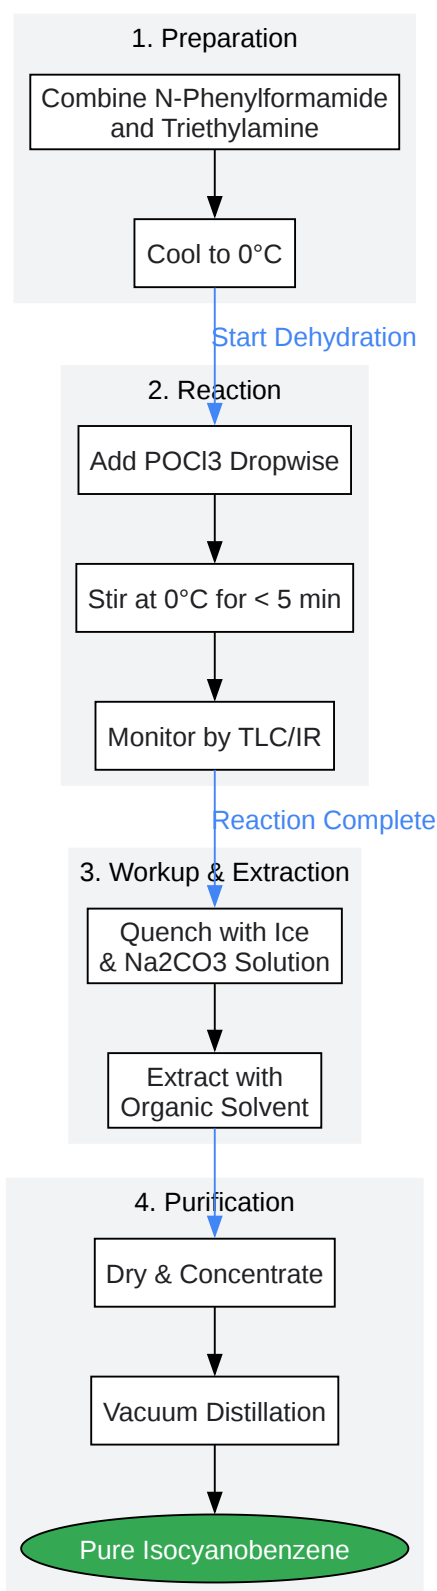 1. Preparation
Combine N-Phenylformamide
and Triethylamine
Cool to 0°C
Start Dehydration
2. Reaction
Add POCl3 Dropwise
Stir at 0°C for < 5 min
Monitor by TLC/IR
Reaction Complete
3. Workup & Extraction
Quench with Ice
& Na2CO3 Solution
Extract with
Organic Solvent
4. Purification
Dry & Concentrate
Vacuum Distillation
Pure Isocyanobenzene